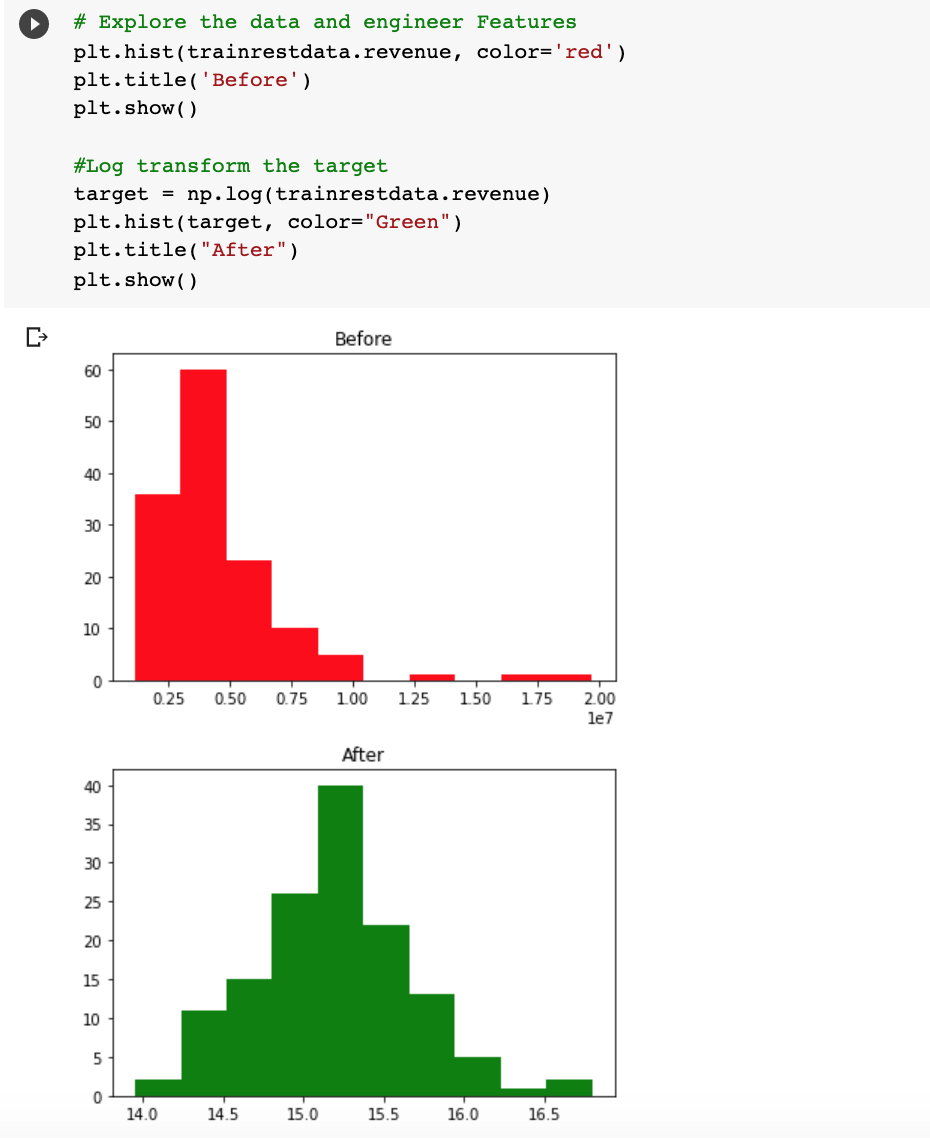 # Explore the data and engineer Features
plt.hist(trainrestdata.revenue, color='red')
plt.title('Before')
plt.show()
#Log transform the target
target = np.log(trainrestdata.revenue)
plt.hist(target, color="Green")
plt.title("After")
plt.show()
Before
60
50
40
30
20
10
0
0.25 0.50 0.75 1.00 1.25 1.50 1.75 2.00
1e7
After
40
35
30
25
20
15
10
5
0
14.0 14.5 15.0 15.5 16.0 16.5